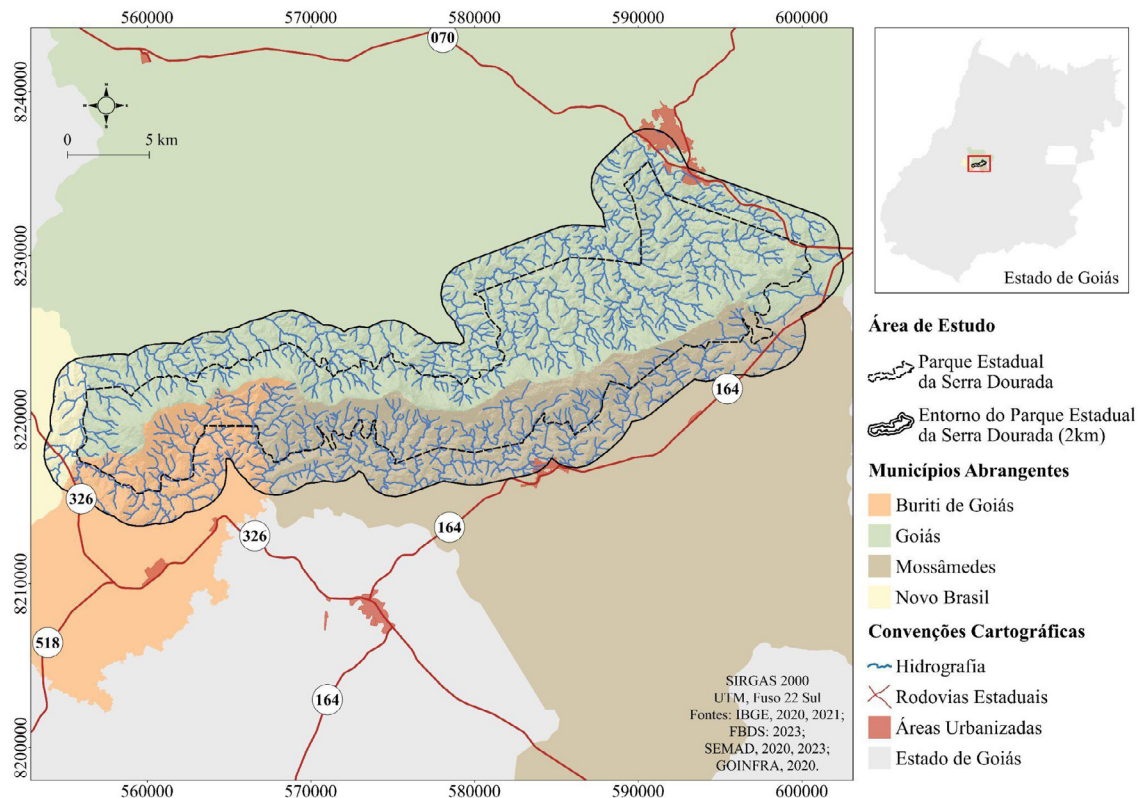 560000
570000
580000
590000
600000
8240000
8230000
8220000
8210000
8200000
0 5 km
070
164
326
326
164
518
164
SIRGAS 2000
UTM, Fuso 22 Sul
Fontes: IBGE, 2020, 2021;
FBDS: 2023;
SEMAD, 2020, 2023;
GOINFRA, 2020.
560000
570000
580000
590000
600000
Estado de Goiás
Área de Estudo
Parque Estadual
da Serra Dourada
Entorno do Parque Estadual
da Serra Dourada (2km)
Municípios Abrangentes
Buriti de Goiás
Goiás
Mossâmedes
Novo Brasil
Convenções Cartográficas
Hidrografia
Rodovias Estaduais
Áreas Urbanizadas
Estado de Goiás